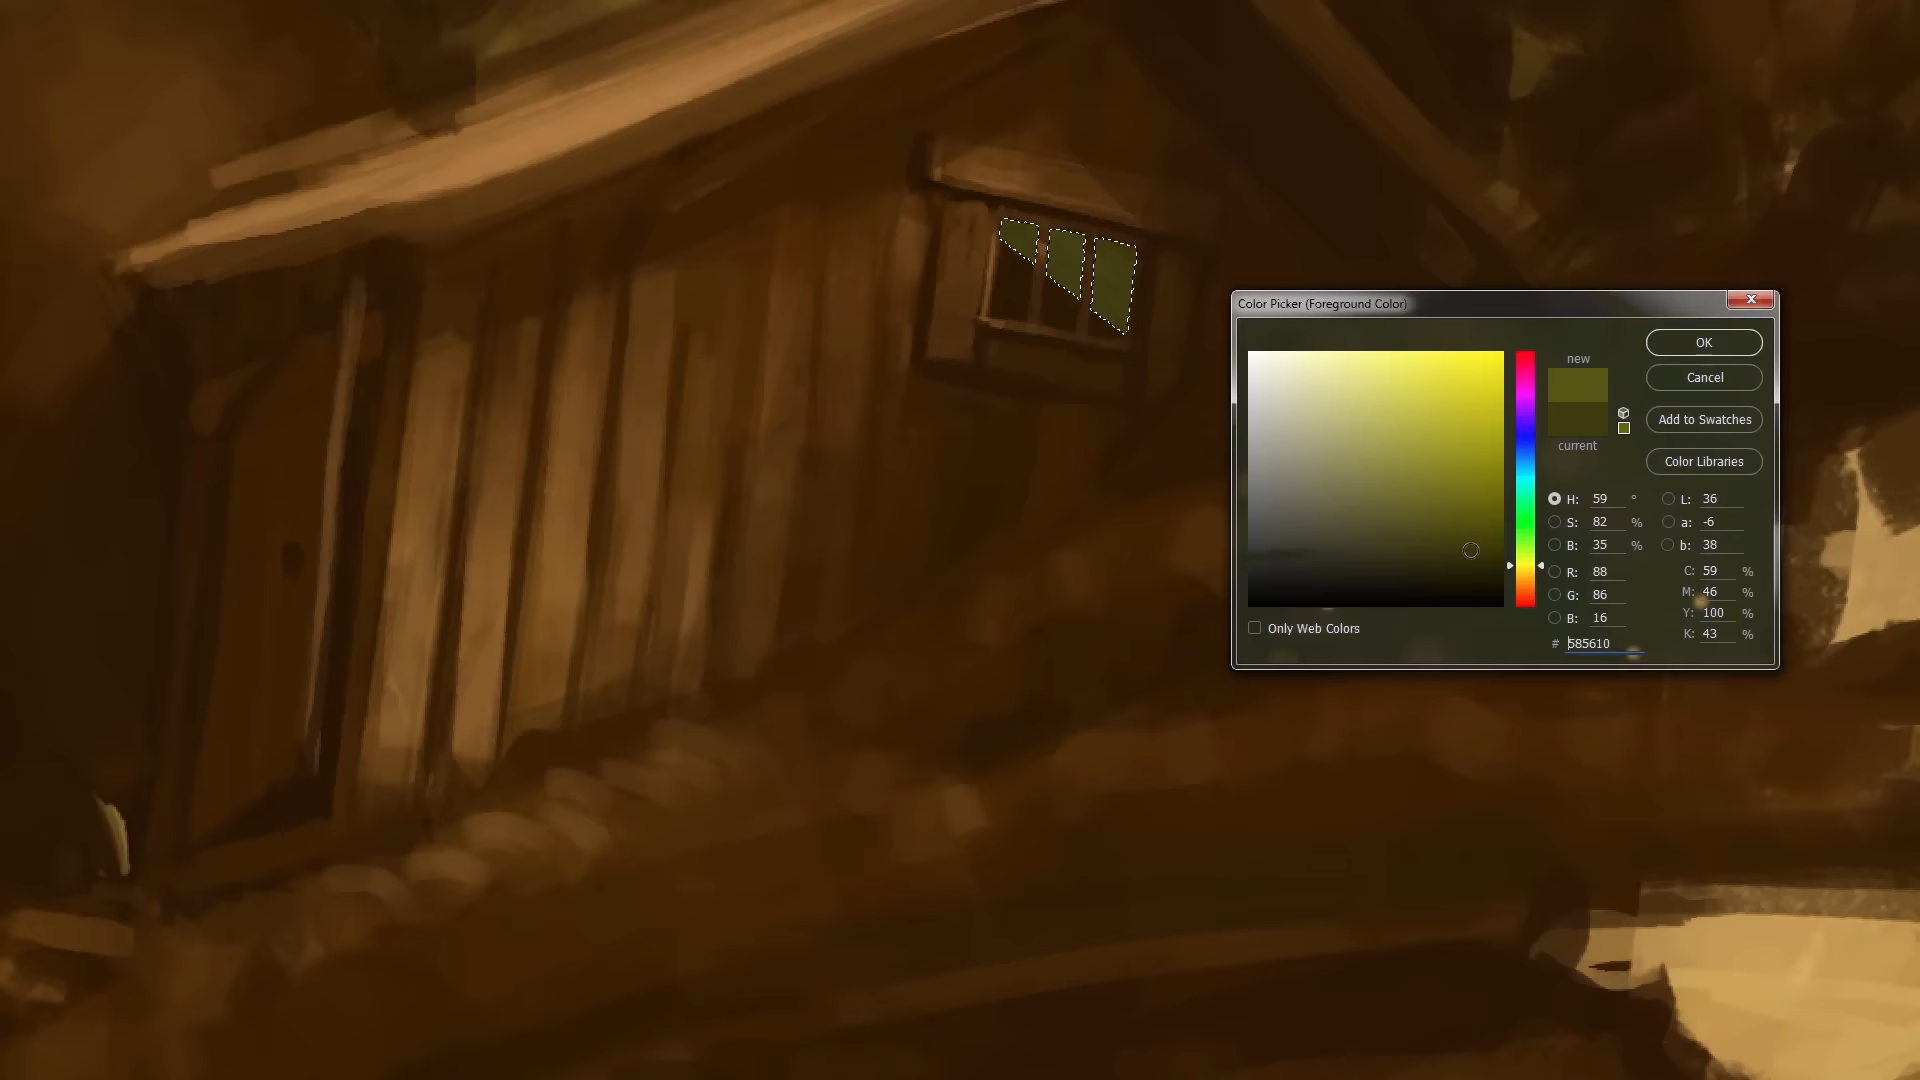 Color Picker (Foreground Color)
OK
new
Cancel
Add to Swatches
current
Color Libraries
H: 59 ° L: 36
S: 82 % a: -6
B: 35 % b: 38
R: 88 C: 59 %
G: 86 M: 46 %
B: 16 Y: 100 %
Only Web Colors K: 43 %
# 585610